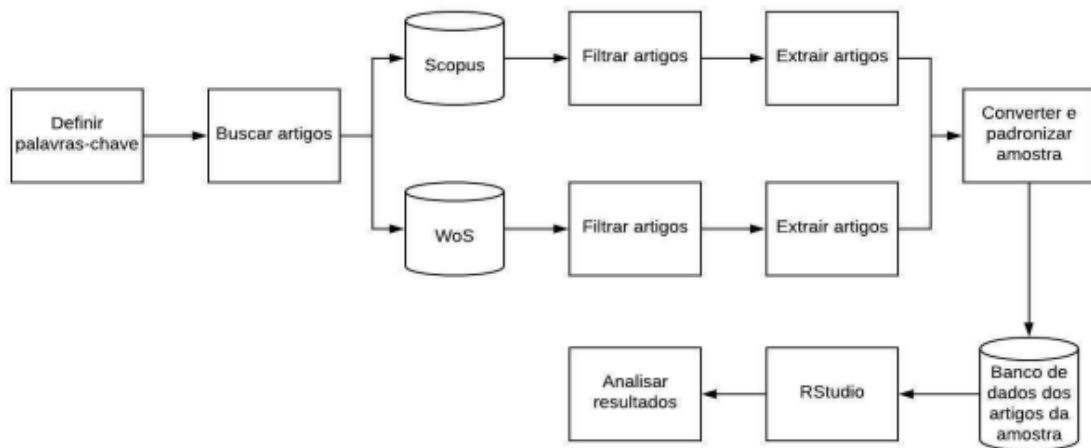 Definir
palavras-chave
Buscar artigos
Scopus
Filtrar artigos
Extrair artigos
WoS
Filtrar artigos
Extrair artigos
Converter e
padronizar
amostra
Banco de
dados dos
artigos da
amostra
RStudio
Analisar
resultados